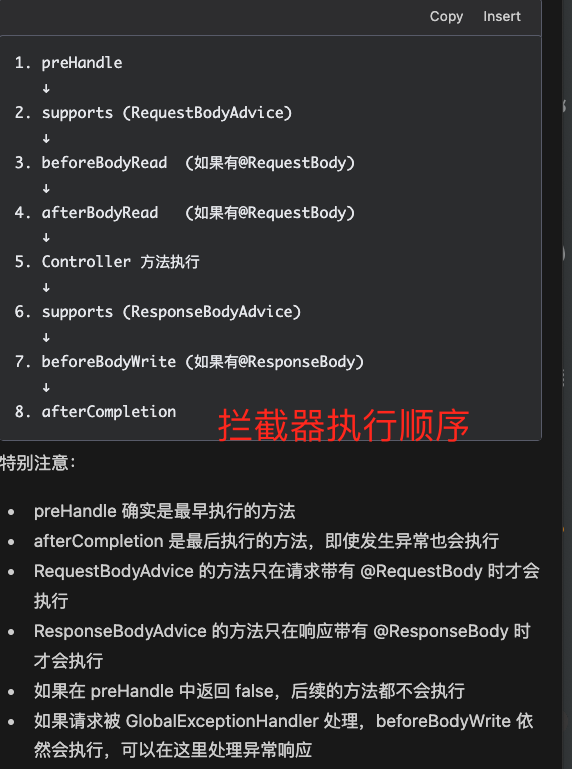 Copy Insert
1. preHandle
↓
2. supports (RequestBodyAdvice)
↓
3. beforeBodyRead （如果有@RequestBody）
↓
4. afterBodyRead （如果有@RequestBody）
↓
5. Controller 方法执行
↓
6. supports (ResponseBodyAdvice)
↓
7. beforeBodyWrite （如果有@ResponseBody）
↓
8. afterCompletion
拦截器执行顺序
特别注意：
• preHandle 确实是最早执行的方法
• afterCompletion 是最后执行的方法，即使发生异常也会执行
• RequestBodyAdvice 的方法只在请求带有 @RequestBody 时才会
执行
• ResponseBodyAdvice 的方法只在响应带有 @ResponseBody 时
才会执行
• 如果在 preHandle 中返回 false，后续的方法都不会执行
• 如果请求被 GlobalExceptionHandler 处理，beforeBodyWrite 依
然会执行，可以在这里处理异常响应